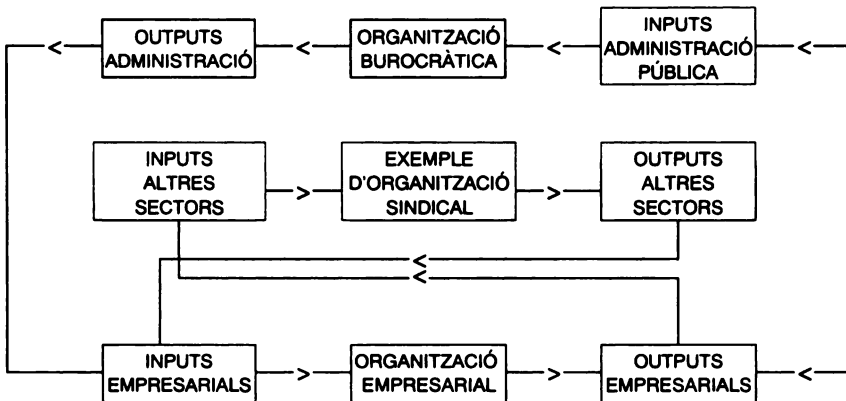 OUTPUTS
ADMINISTRACIÓ
ORGANITZACIÓ
BUROCRÀTICA
INPUTS
ADMINISTRACIÓ
PÚBLICA
INPUTS
ALTRES
SECTORS
EXEMPLE
D'ORGANITZACIÓ
SINDICAL
OUTPUTS
ALTRES
SECTORS
INPUTS
EMPRESARIALS
ORGANITZACIÓ
EMPRESARIAL
OUTPUTS
EMPRESARIALS